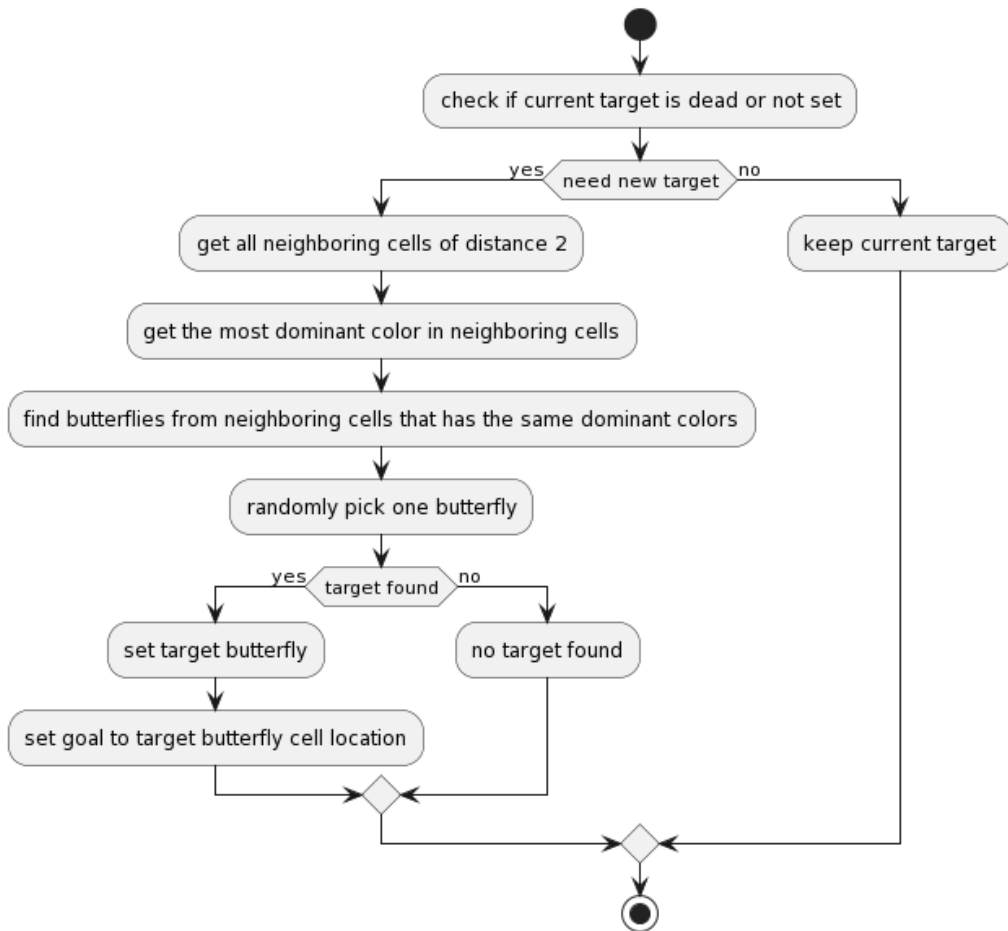 check if current target is dead or not set
yes
need new target
no
get all neighboring cells of distance 2
keep current target
get the most dominant color in neighboring cells
find butterflies from neighboring cells that has the same dominant colors
randomly pick one butterfly
yes
target found
no
set target butterfly
no target found
set goal to target butterfly cell location